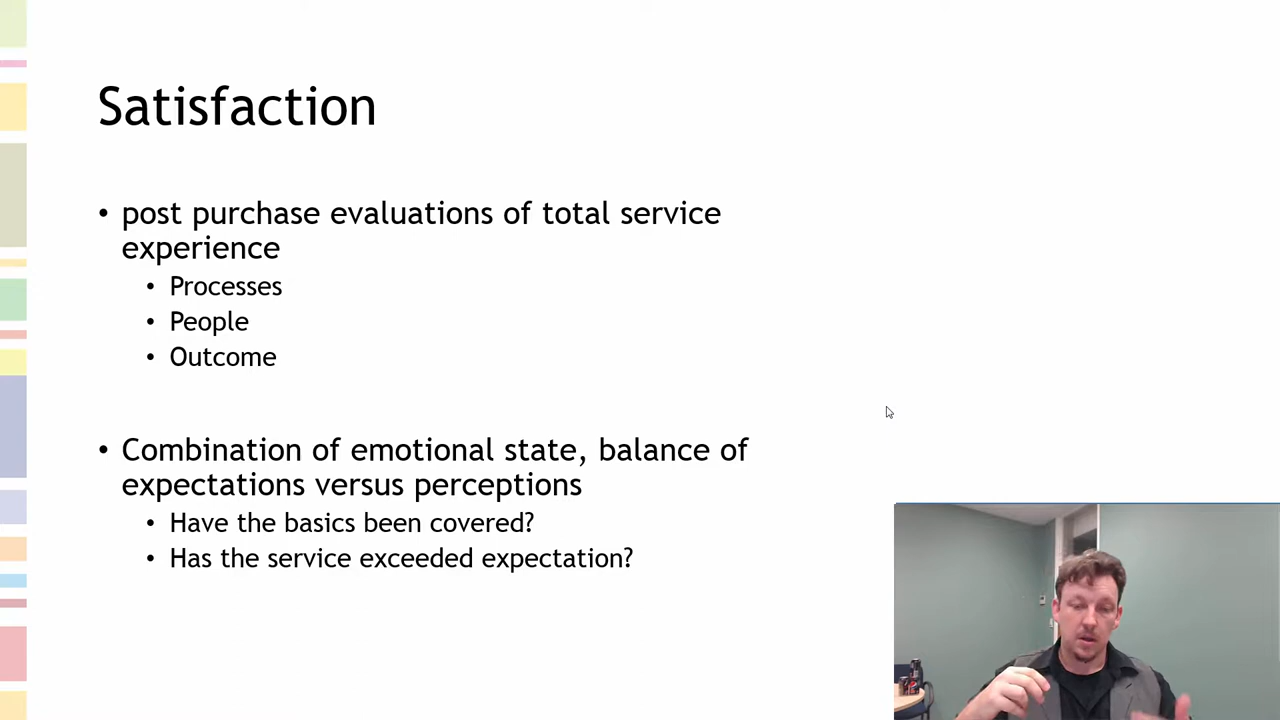 Satisfaction
• post purchase evaluations of total service
experience
• Processes
• People
• Outcome
• Combination of emotional state, balance of
expectations versus perceptions
• Have the basics been covered?
• Has the service exceeded expectation?